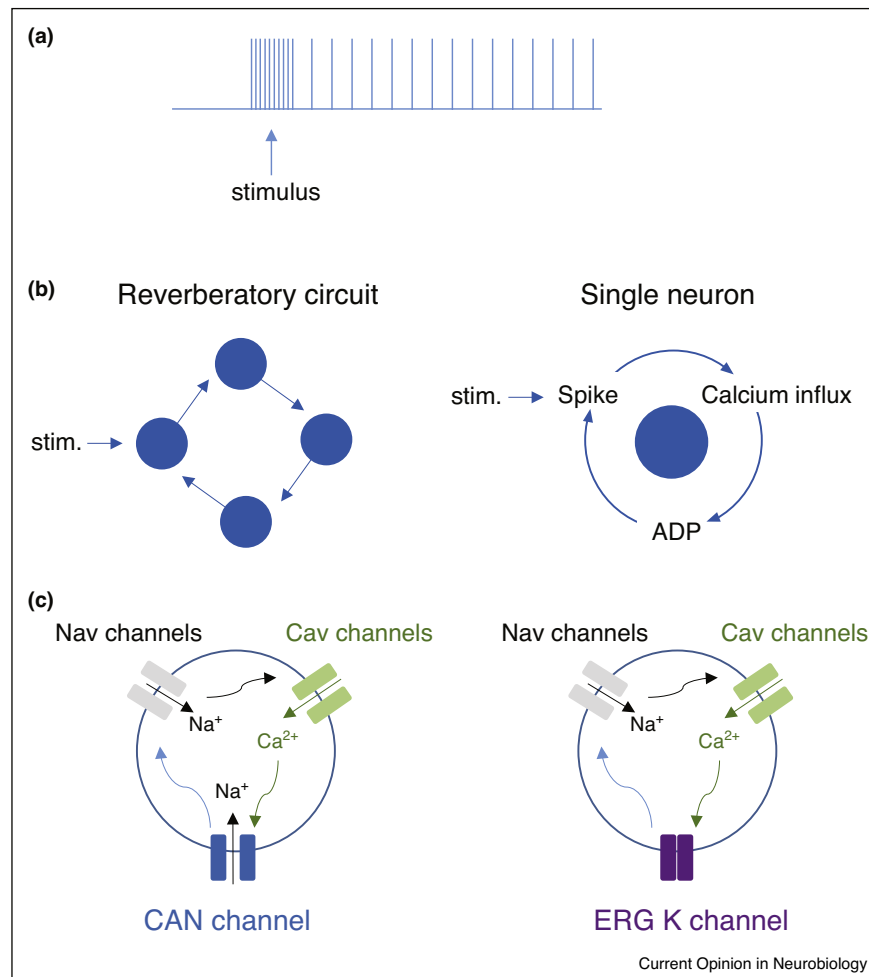 (a)
stimulus
(b)
Reverberatory circuit
Single neuron
stim.
stim.
Spike
Calcium influx
ADP
(c)
Nav channels
Cav channels
Na⁺
Ca²⁺
Na⁺
CAN channel
Nav channels
Cav channels
Na⁺
Ca²⁺
ERG K channel
Current Opinion in Neurobiology